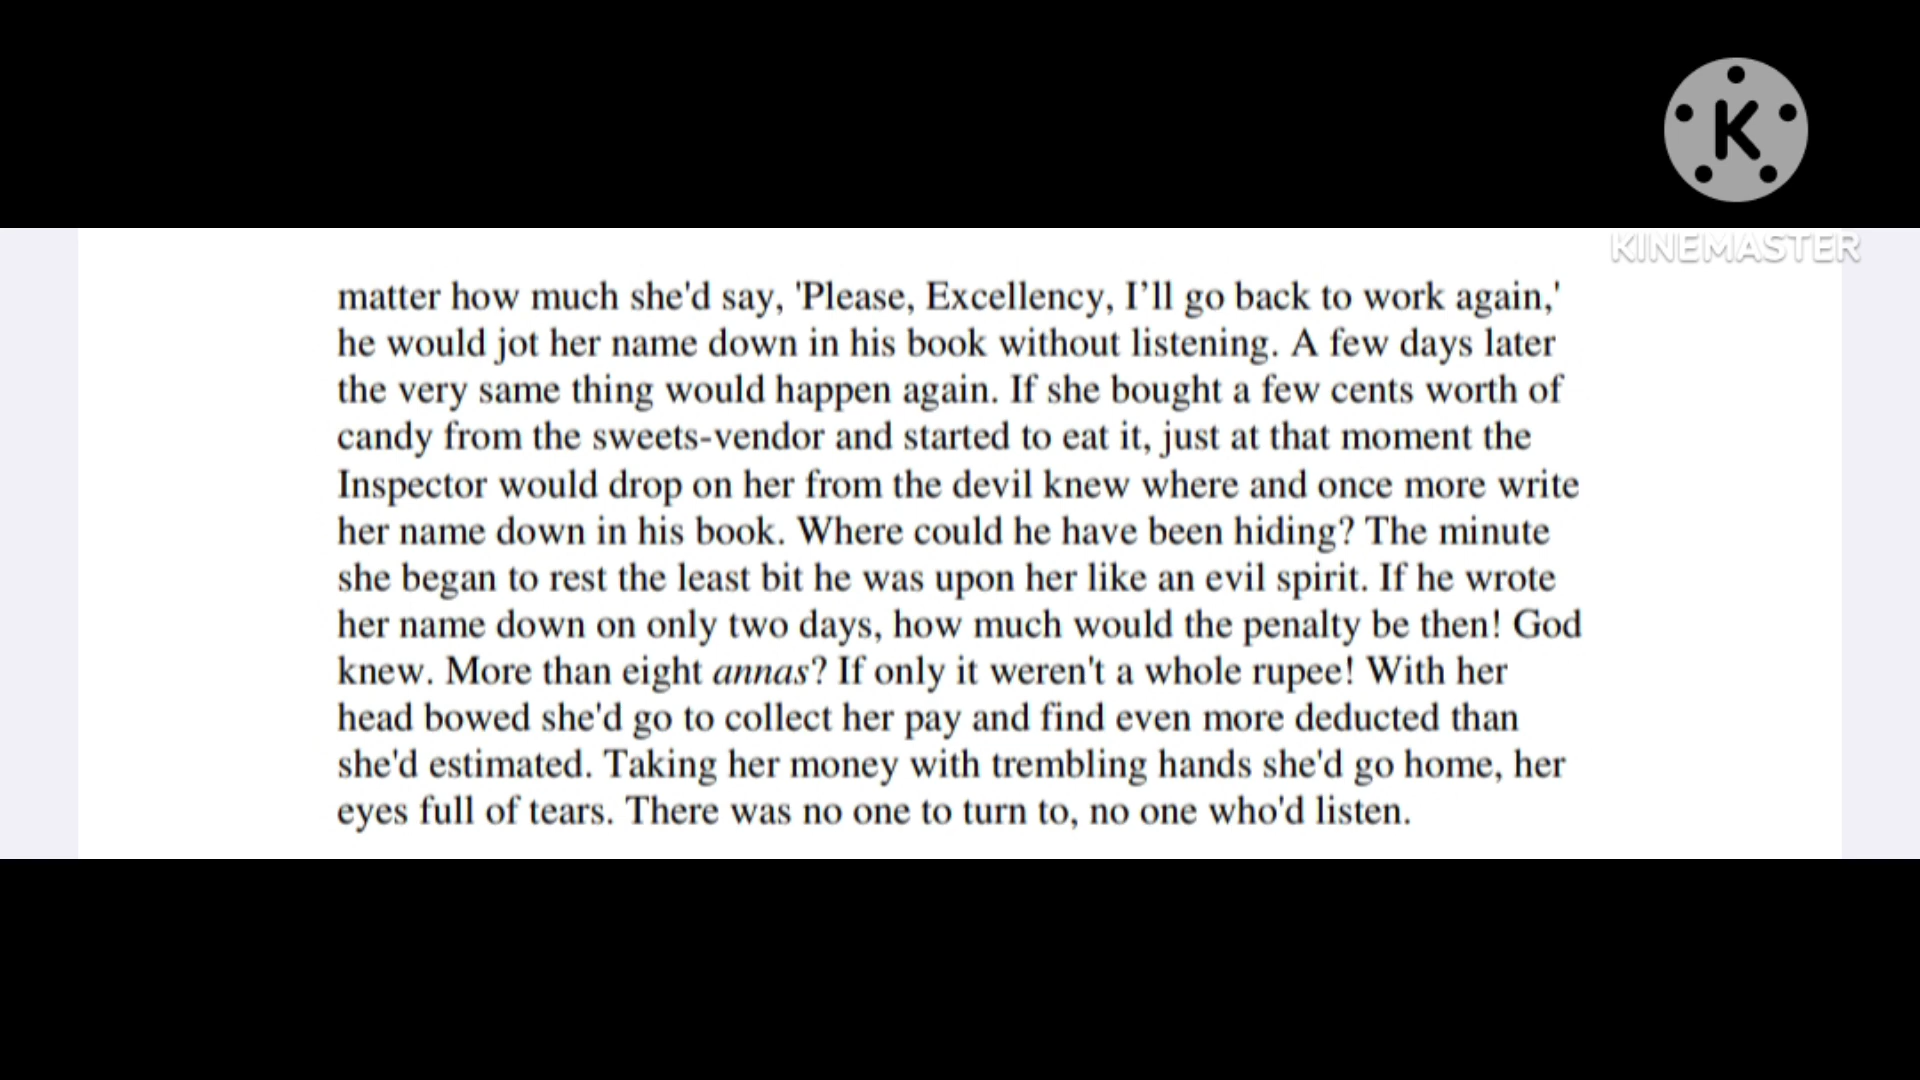 K
KINEMASTER
matter how much she'd say, 'Please, Excellency, I’ll go back to work again,'
he would jot her name down in his book without listening. A few days later
the very same thing would happen again. If she bought a few cents worth of
candy from the sweets-vendor and started to eat it, just at that moment the
Inspector would drop on her from the devil knew where and once more write
her name down in his book. Where could he have been hiding? The minute
she began to rest the least bit he was upon her like an evil spirit. If he wrote
her name down on only two days, how much would the penalty be then! God
knew. More than eight annas? If only it weren't a whole rupee! With her
head bowed she'd go to collect her pay and find even more deducted than
she'd estimated. Taking her money with trembling hands she'd go home, her
eyes full of tears. There was no one to turn to, no one who'd listen.